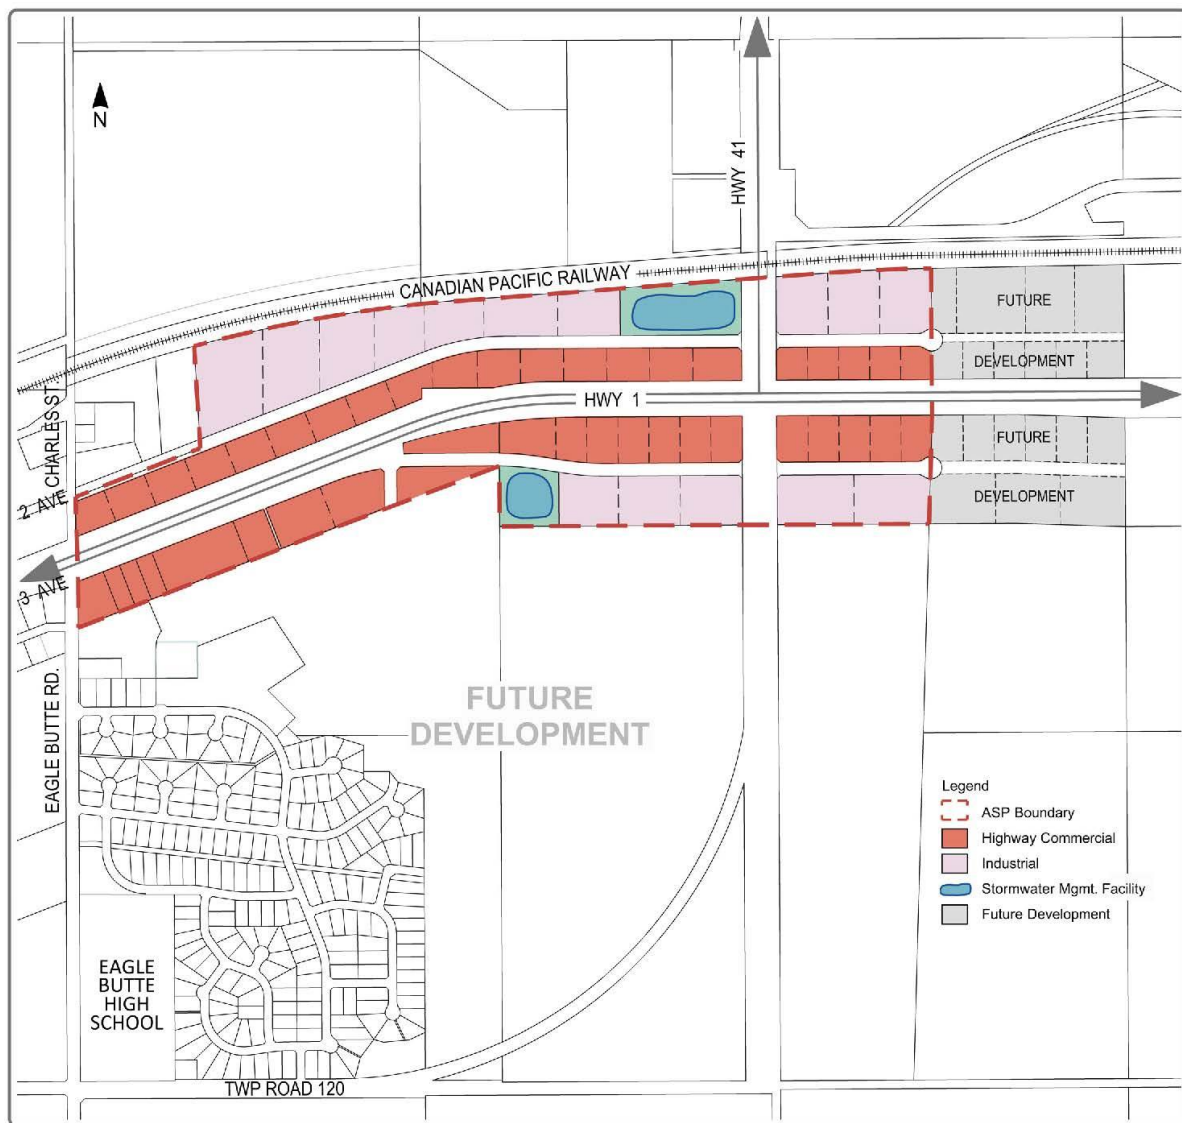 N
HWY 41
CANADIAN PACIFIC RAILWAY
FUTURE
DEVELOPMENT
HWY 1
CHARLES ST.
2 AVE
3 AVE
FUTURE
DEVELOPMENT
EAGLE BUTTE RD.
FUTURE
DEVELOPMENT
Legend
ASP Boundary
Highway Commercial
Industrial
Stormwater Mgmt. Facility
Future Development
EAGLE
BUTTE
HIGH
SCHOOL
TWP ROAD 120